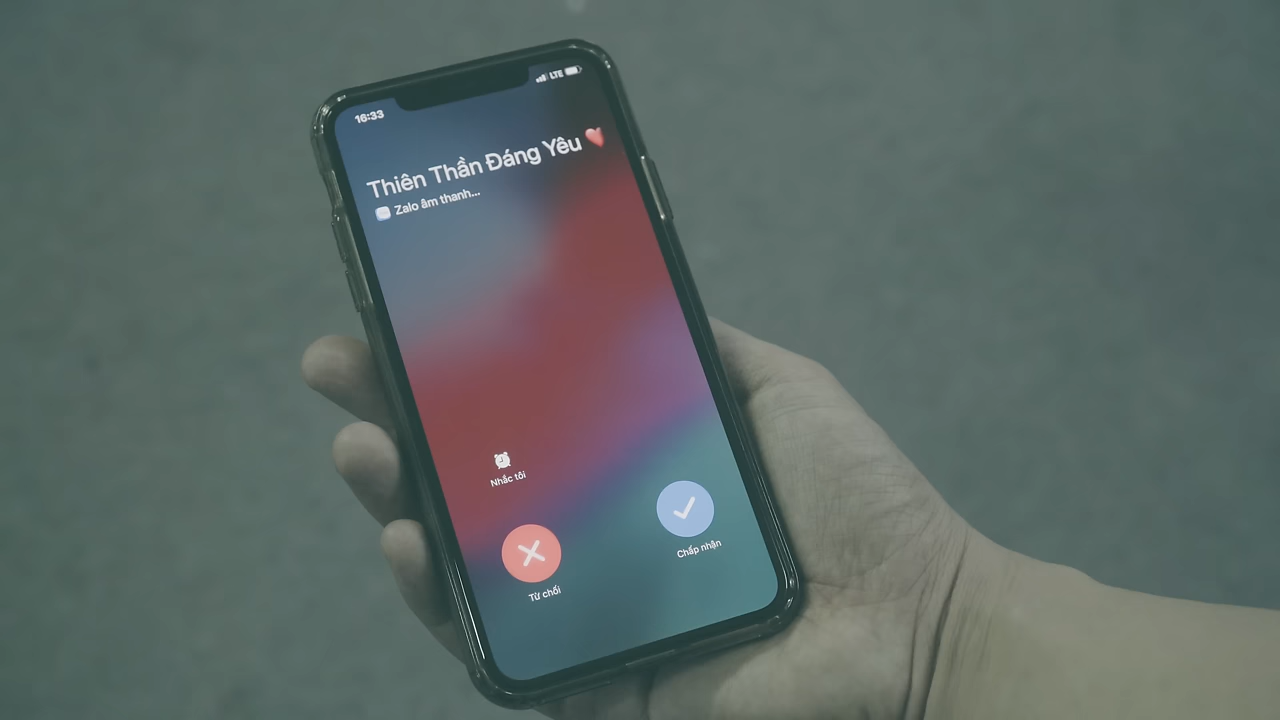 16:33
LTE
Thiên Thần Đáng Yêu ❤️
Zalo âm thanh...
Nhắc tôi
Từ chối
Chấp nhận